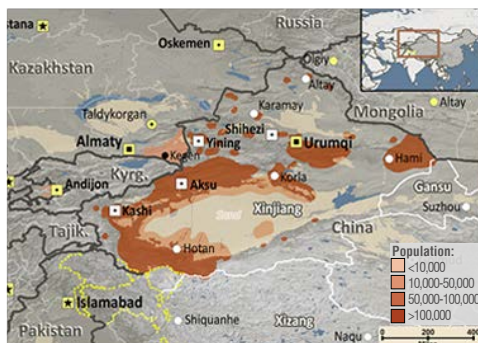 stana
Russia
Oskemen
Ölgiy
Kazakhstan
Altay
Mongolia
Karamay
Altay
Taldykorgan
Shihezi
Almaty
Yining
Urumqi
Kegen
Hami
Kyrg.
Korla
Gansu
Andijon
Aksu
Suzhou
Kashi
Xinjiang
China
Tajik.
Hotan
Population:
<10,000
10,000-50,000
50,000-100,000
>100,000
Islamabad
Shiquanhe
Xizang
Pakistan
Naqu
0 200 400